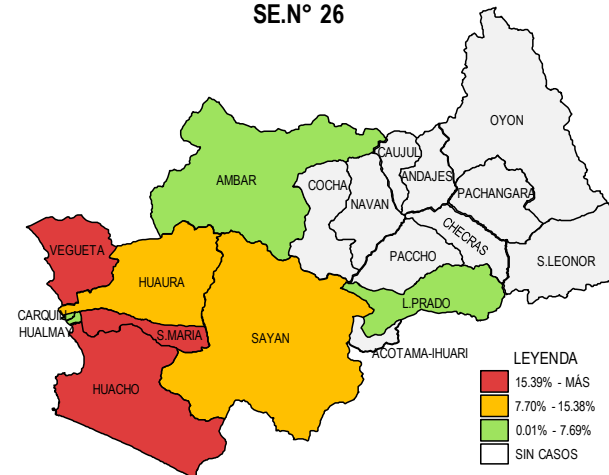 SE.N° 26
OYON
CAUJUL
ANDAJES
AMBAR
COCHA
NAVAN
PACHANGARA
CHECRAS
VEGUETA
PACCHO
S.LEONOR
HUAURA
L.PRADO
CARQUIN
HUALMAY
S.MARIA
SAYAN
ACOTAMA-IHUARI
HUACHO
LEYENDA
15.39% - MÁS
7.70% - 15.38%
0.01% - 7.69%
SIN CASOS